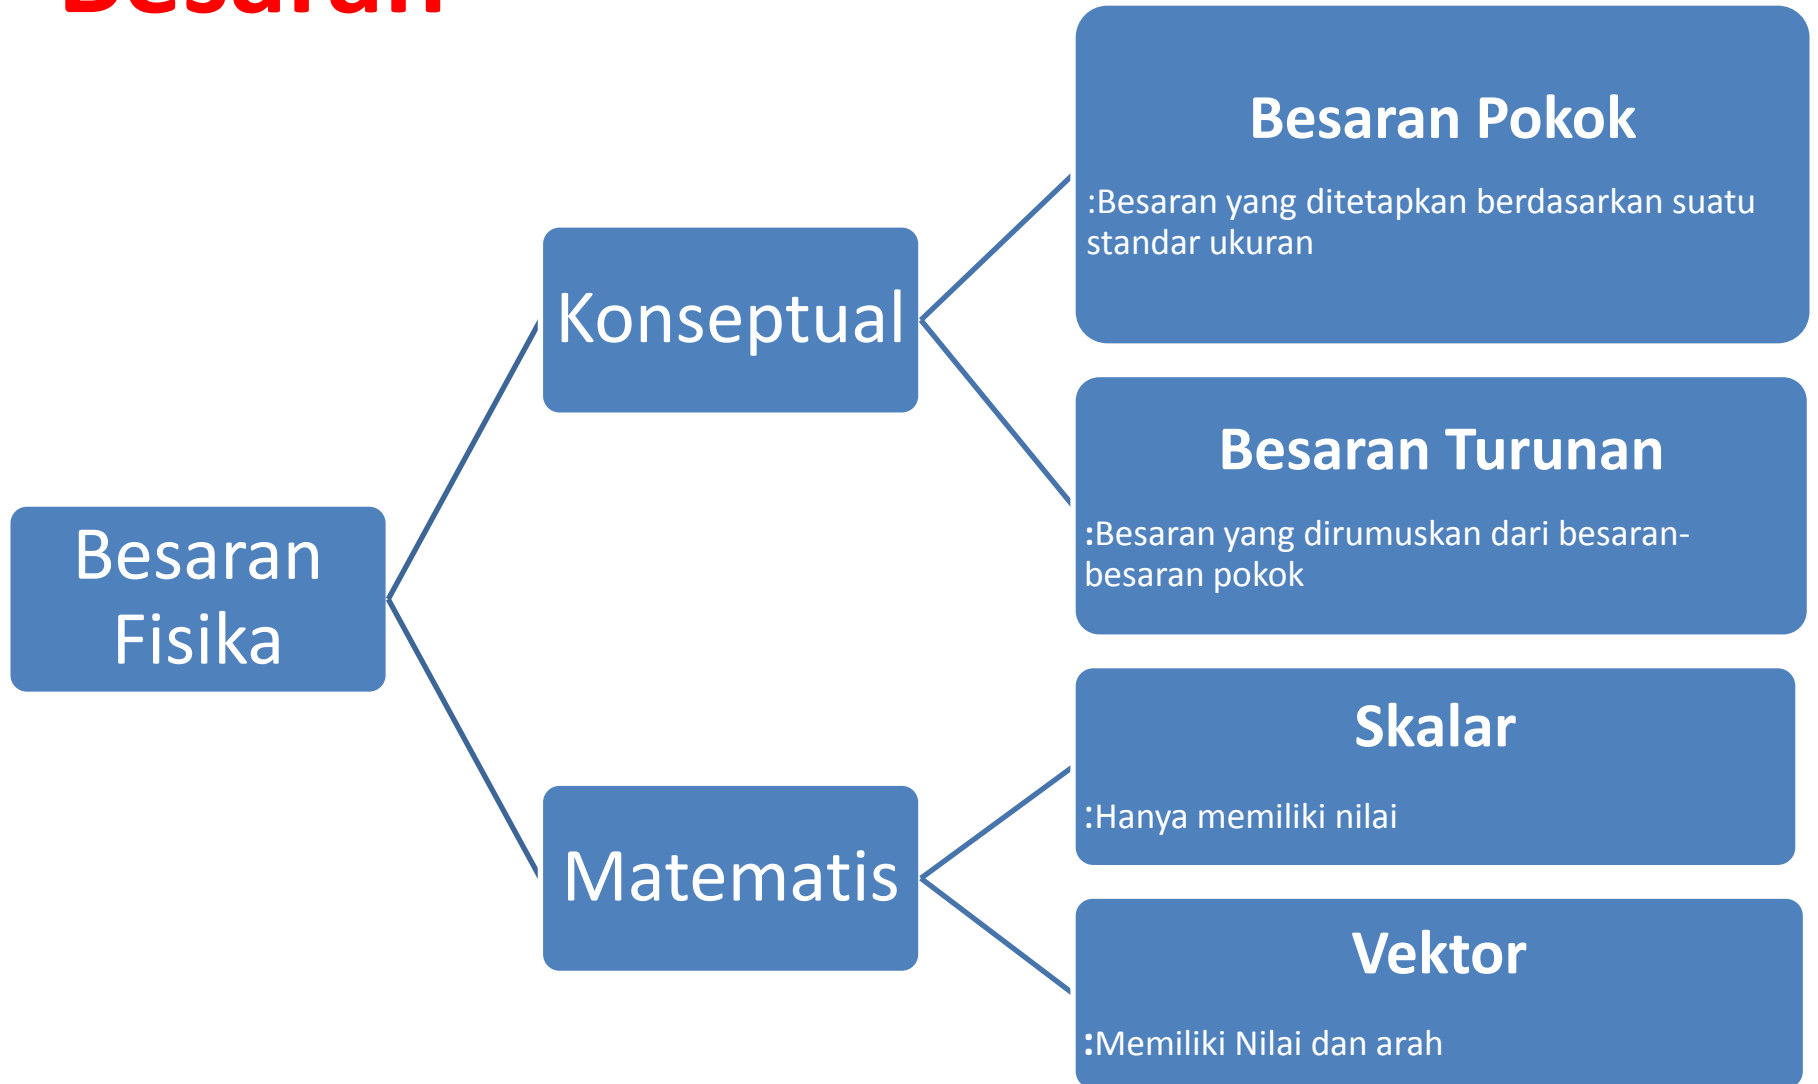 Besaran
Besaran
Fisika
Konseptual
Besaran Pokok
:Besaran yang ditetapkan berdasarkan suatu
standar ukuran
Besaran Turunan
:Besaran yang dirumuskan dari besaran-
besaran pokok
Matematis
Skalar
:Hanya memiliki nilai
Vektor
:Memiliki Nilai dan arah